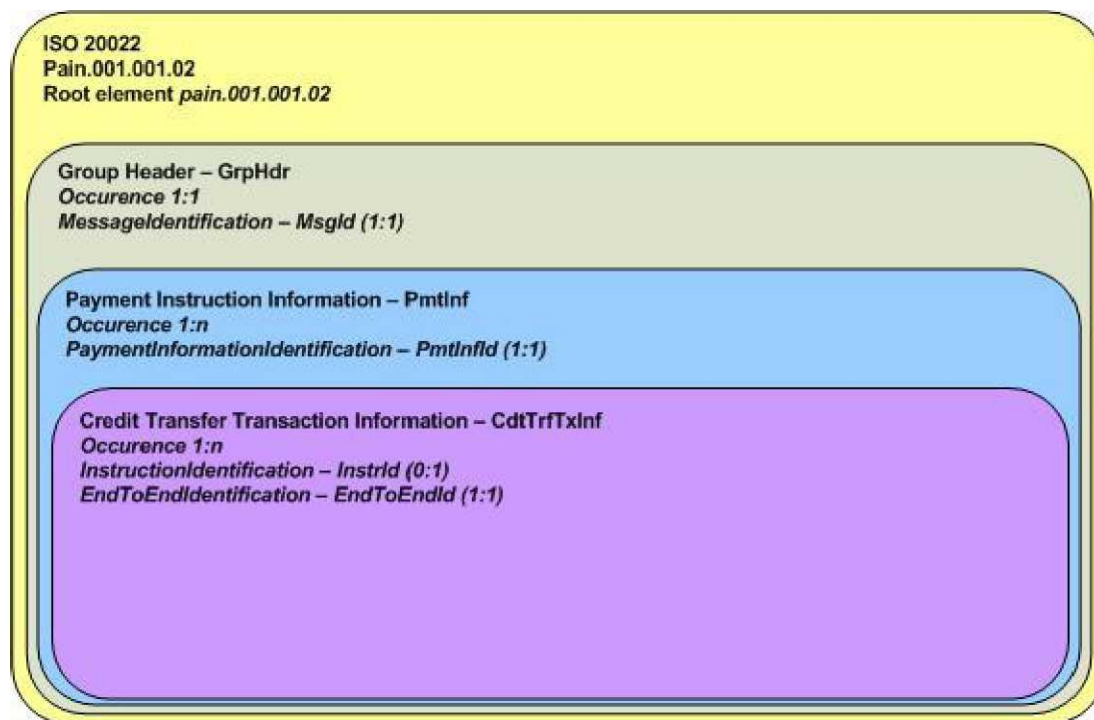 ISO 20022
Pain.001.001.02
Root element pain.001.001.02
Group Header – GrpHdr
Occurence 1:1
MessageIdentification – MsgId (1:1)
Payment Instruction Information – PmtInf
Occurence 1:n
PaymentInformationIdentification – PmtInfId (1:1)
Credit Transfer Transaction Information – CdtTrfTxInf
Occurence 1:n
InstructionIdentification – InstrId (0:1)
EndToEndIdentification – EndToEndId (1:1)